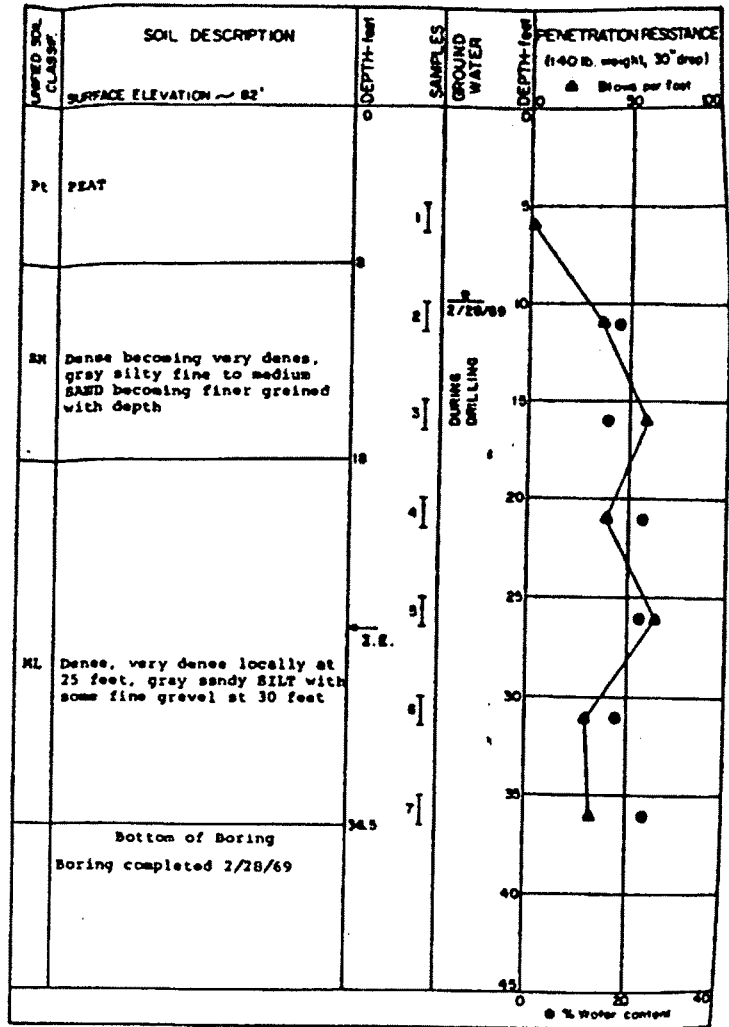 UNIFIED SOIL CLASSIF.
SOIL DESCRIPTION
SURFACE ELEVATION ~ 82'
DEPTH-feet
SAMPLES
GROUND WATER
DEPTH-feet
PENETRATION RESISTANCE
(140 lb. weight, 30" drop)
▲ Blows per foot
0
120
0
0
Pt
PEAT
1
5
8
2
2/28/69
10
SM
Dense becoming very dense,
gray silty fine to medium
SAND becoming finer grained
with depth
3
DURING
DRILLING
15
18
4
20
5
25
I.E.
ML
Dense, very dense locally at
25 feet, gray sandy SILT with
some fine gravel at 30 feet
6
30
7
35
36.5
Bottom of Boring
Boring completed 2/28/69
40
45
0
20
40
● % Water content